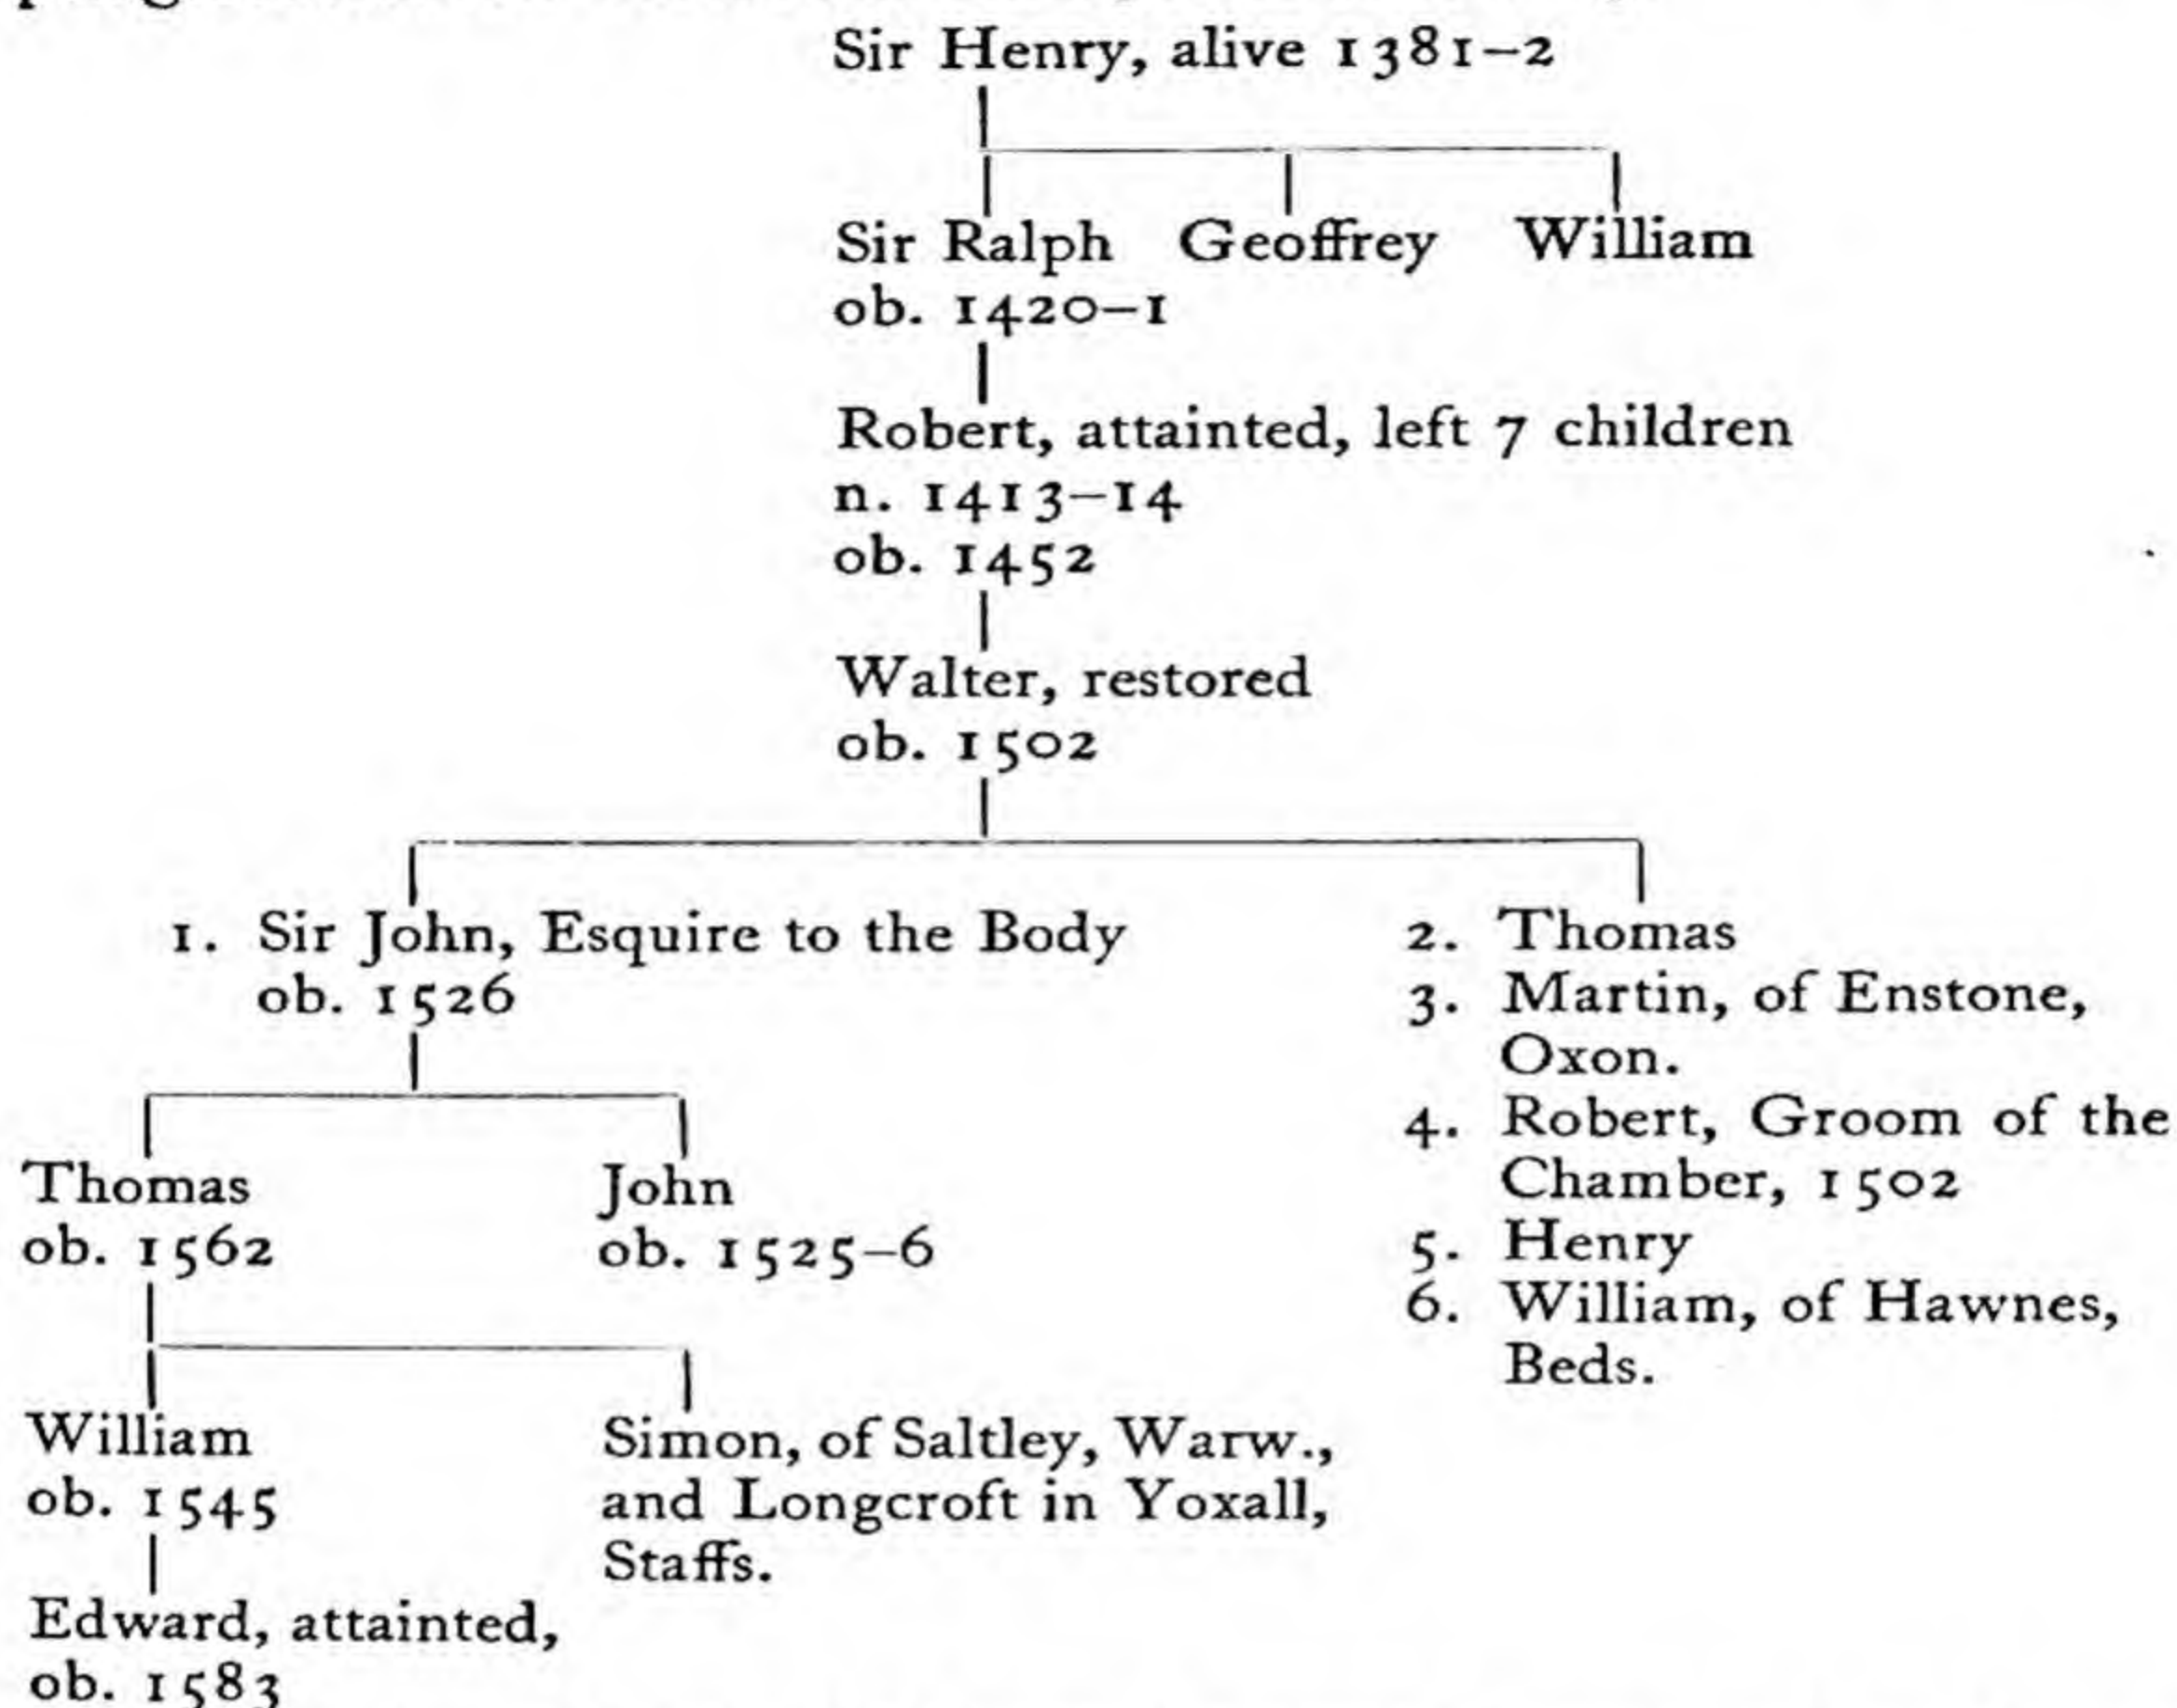 Sir Henry, alive 1381–2
Sir Ralph Geoffrey William
ob. 1420–1
Robert, attainted, left 7 children
n. 1413–14
ob. 1452
Walter, restored
ob. 1502
1. Sir John, Esquire to the Body
ob. 1526
2. Thomas
3. Martin, of Enstone,
Oxon.
4. Robert, Groom of the
Chamber, 1502
5. Henry
6. William, of Hawnes,
Beds.
Thomas
ob. 1562
John
ob. 1525–6
William
ob. 1545
Simon, of Saltley, Warw.,
and Longcroft in Yoxall,
Staffs.
Edward, attainted,
ob. 1583